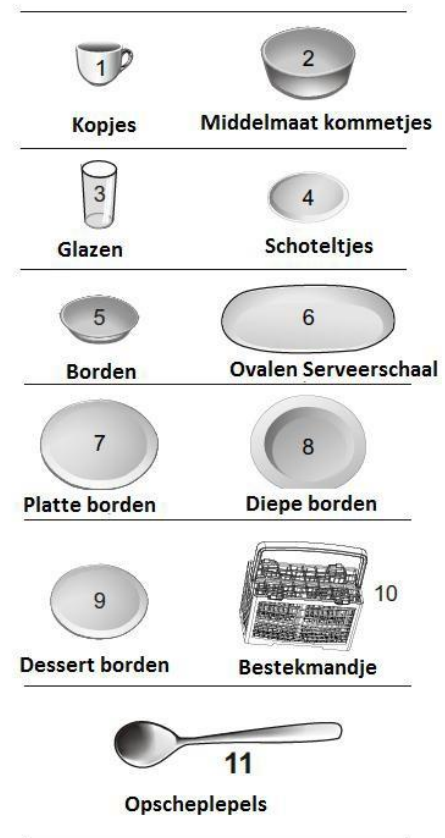 1
2
Kopjes
Middelmaat kommetjes
3
4
Glazen
Schoteltjes
5
6
Borden
Ovalen Serveerschaal
7
8
Platte borden
Diepe borden
9
10
Dessert borden
Bestekmandje
11
Opscheplepels